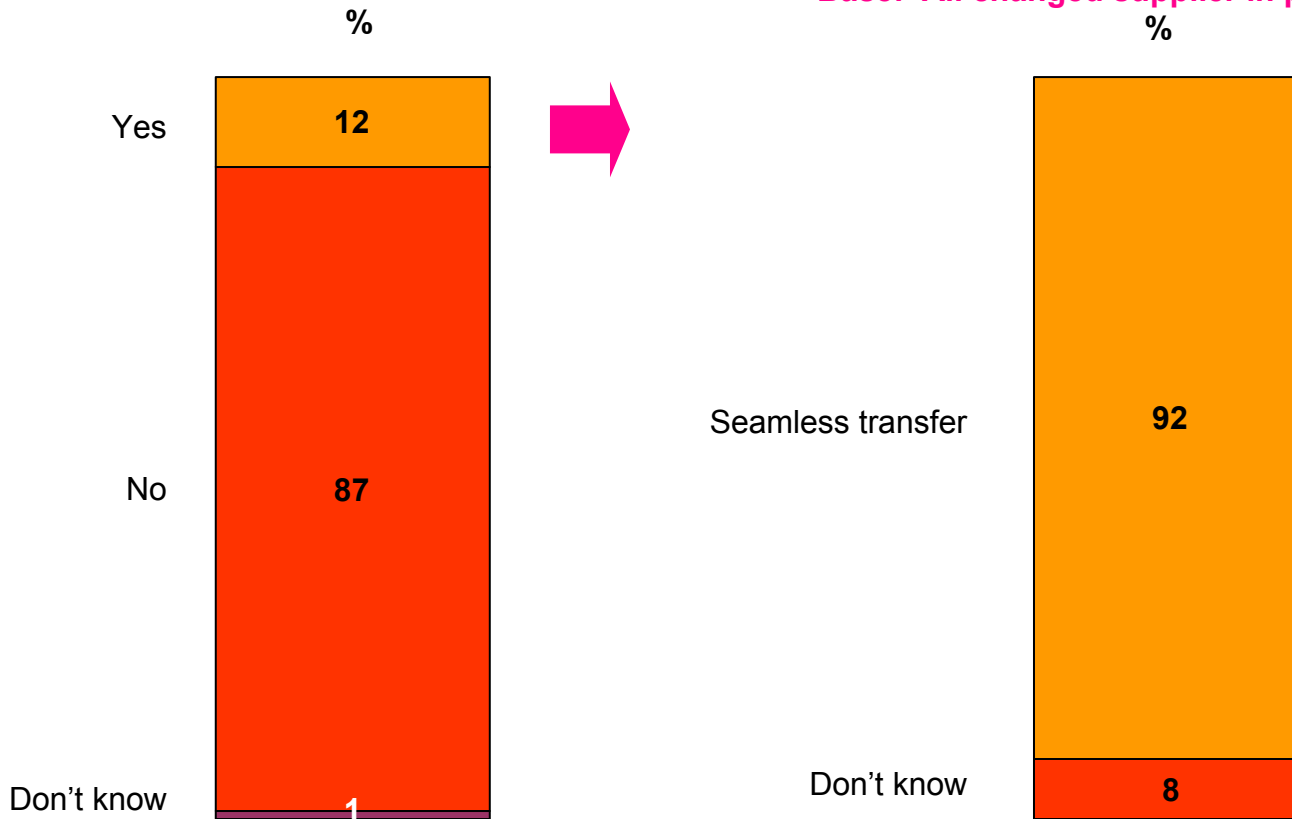 %
%
Yes
12
No
87
Don’t know
1
Seamless transfer
92
Don’t know
8